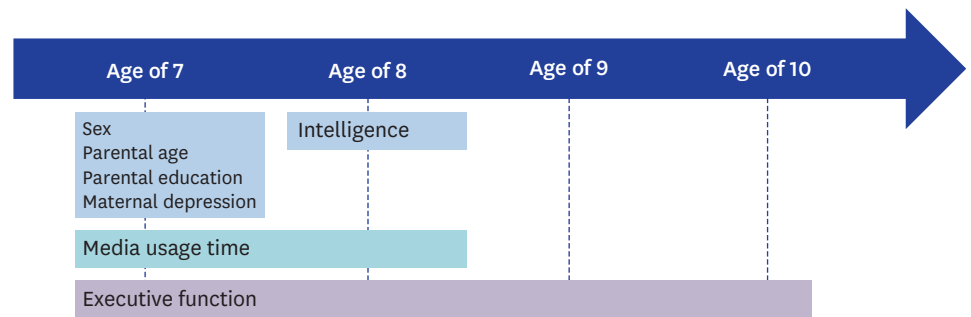 Age of 7
Age of 8
Age of 9
Age of 10
Sex
Parental age
Parental education
Maternal depression
Intelligence
Media usage time
Executive function